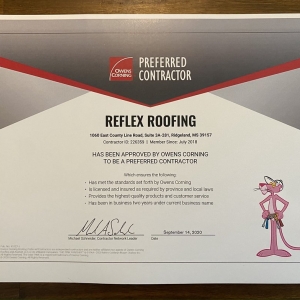 OWENS CORNING
PREFERRED
CONTRACTOR
REFLEX ROOFING
1060 East County Line Road, Suite 3A-201, Ridgeland, MS 39157
Contractor ID: 226359 | Member Since: July 2018
HAS BEEN APPROVED BY OWENS CORNING
TO BE A PREFERRED CONTRACTOR
Which ensures the following:
• Has met the standards set forth by Owens Corning
• Is licensed and insured as required by province and local laws
• Provides the highest quality products and customer service
• Has been in business two years under current business name
Michael Schneider, Contractor Network Leader
September 14, 2020
Date